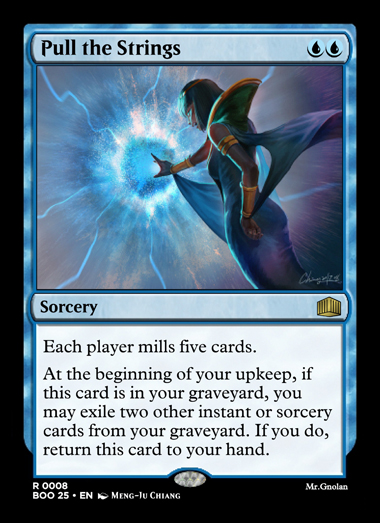 Pull the Strings
Sorcery
Each player mills five cards.
At the beginning of your upkeep, if
this card is in your graveyard, you
may exile two other instant or sorcery
cards from your graveyard. If you do,
return this card to your hand.
R 0008
BOO 25 • EN Meng-Ju Chiang
Mr.Gnolan